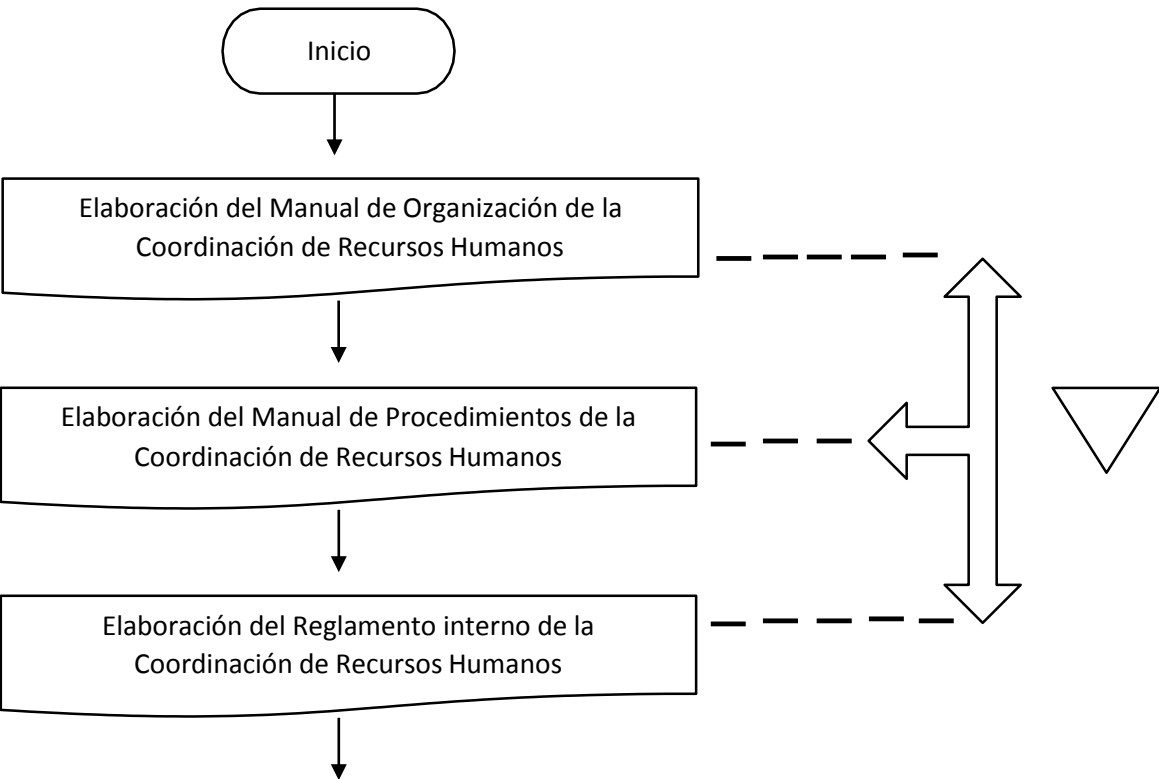 Inicio
Elaboración del Manual de Organización de la
Coordinación de Recursos Humanos
Elaboración del Manual de Procedimientos de la
Coordinación de Recursos Humanos
Elaboración del Reglamento interno de la
Coordinación de Recursos Humanos